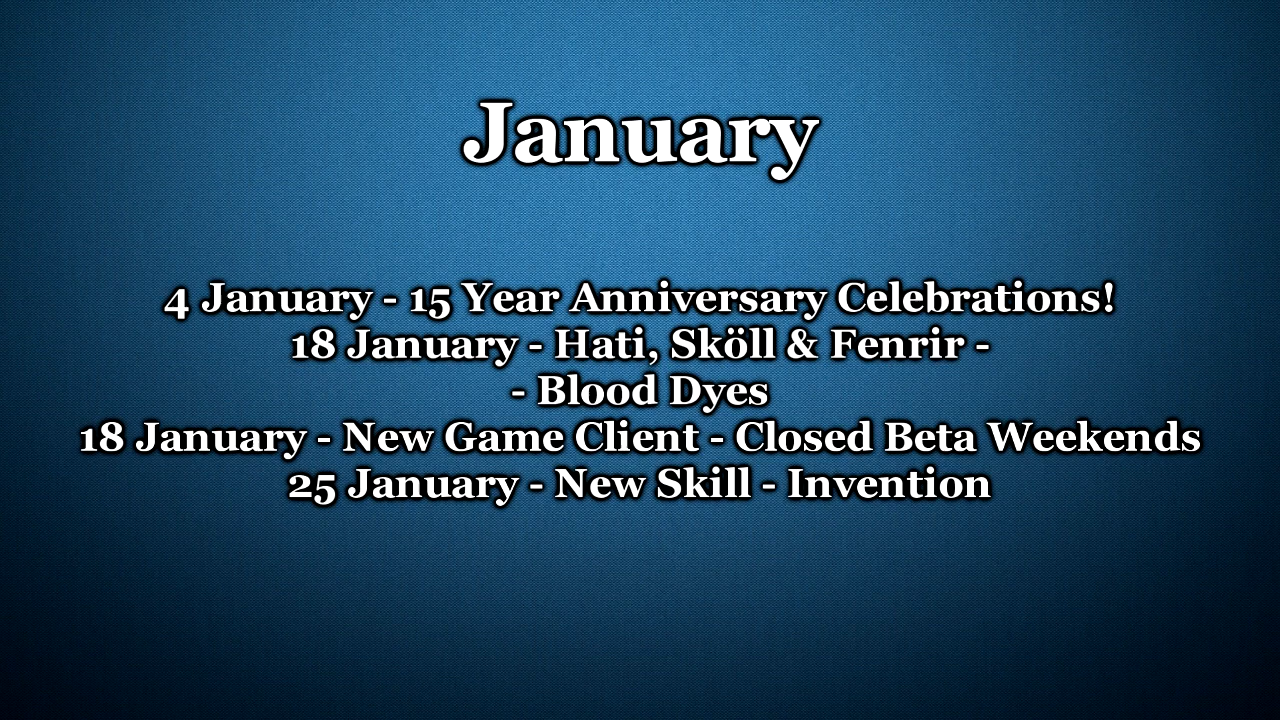 January
4 January - 15 Year Anniversary Celebrations!
18 January - Hati, Sköll & Fenrir -
- Blood Dyes
18 January - New Game Client - Closed Beta Weekends
25 January - New Skill - Invention